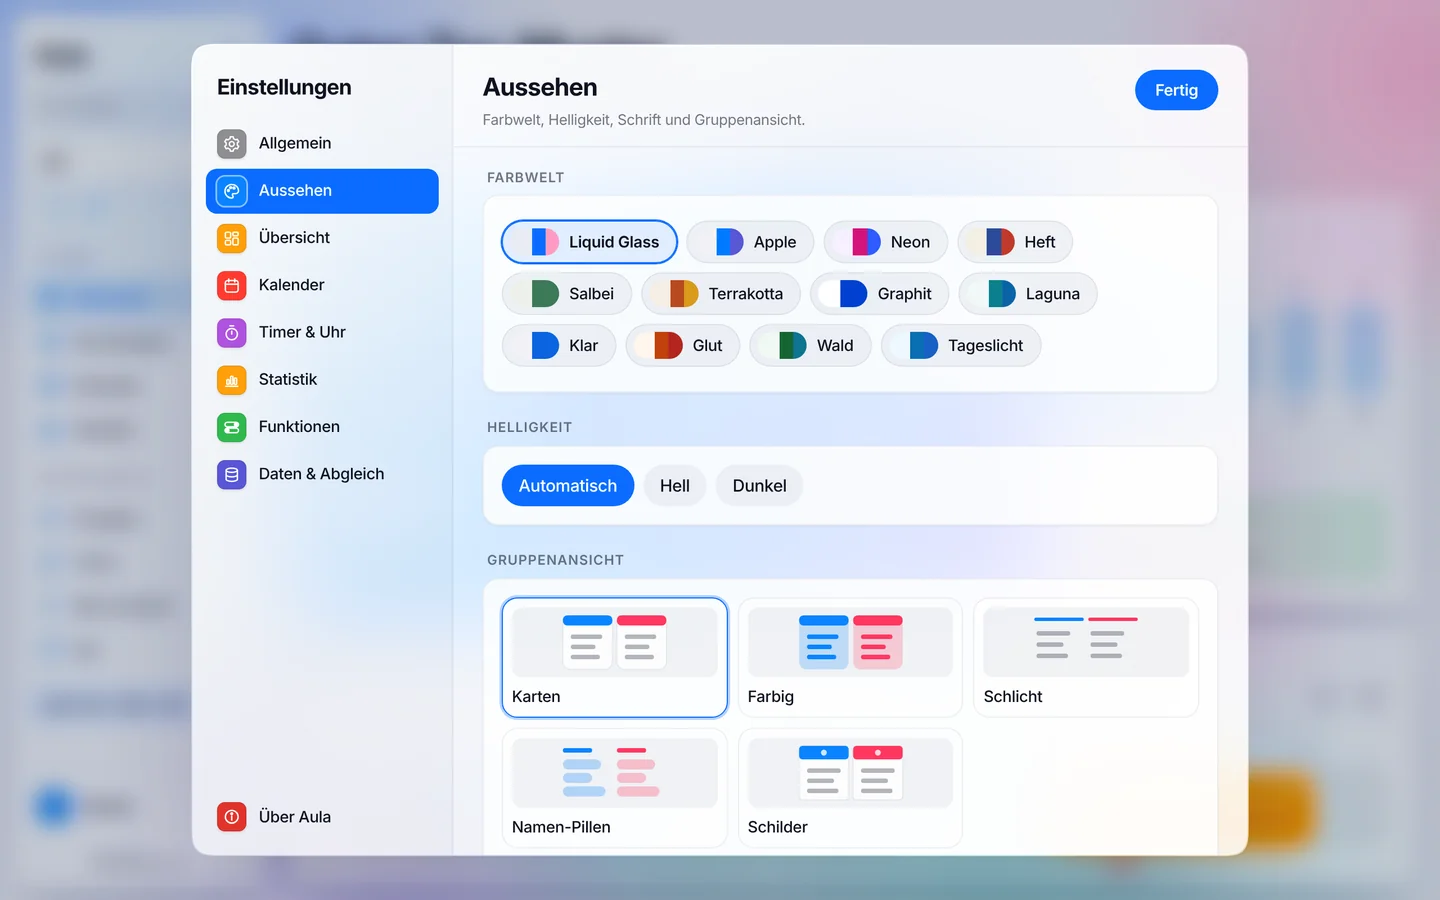 Einstellungen
Allgemein
Aussehen
Übersicht
Kalender
Timer & Uhr
Statistik
Funktionen
Daten & Abgleich
Über Aula
Aussehen
Farbwelt, Helligkeit, Schrift und Gruppenansicht.
Fertig
FARBWELT
Liquid Glass
Apple
Neon
Heft
Salbei
Terrakotta
Graphit
Laguna
Klar
Glut
Wald
Tageslicht
HELLIGKEIT
Automatisch
Hell
Dunkel
GRUPPENANSICHT
Karten
Farbig
Schlicht
Namen-Pillen
Schilder